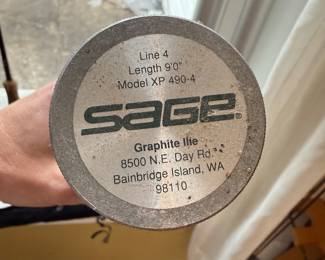 Line 4
Length 9'0"
Model XP 490-4
SAGE®
Graphite IIIe
8500 N.E. Day Rd.
Bainbridge Island, WA
98110